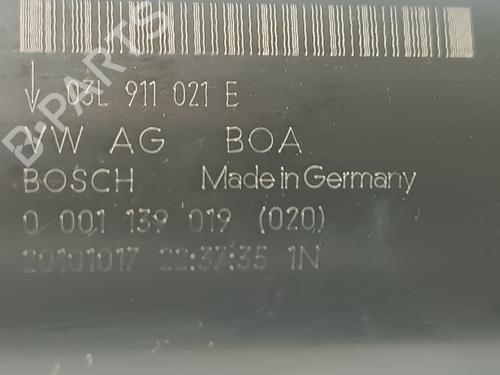 B-PARTS
03L 911 021 E
VW AG BOA
BOSCH Made in Germany
0 001 139 019 (020)
20101017 22:37:35 1N